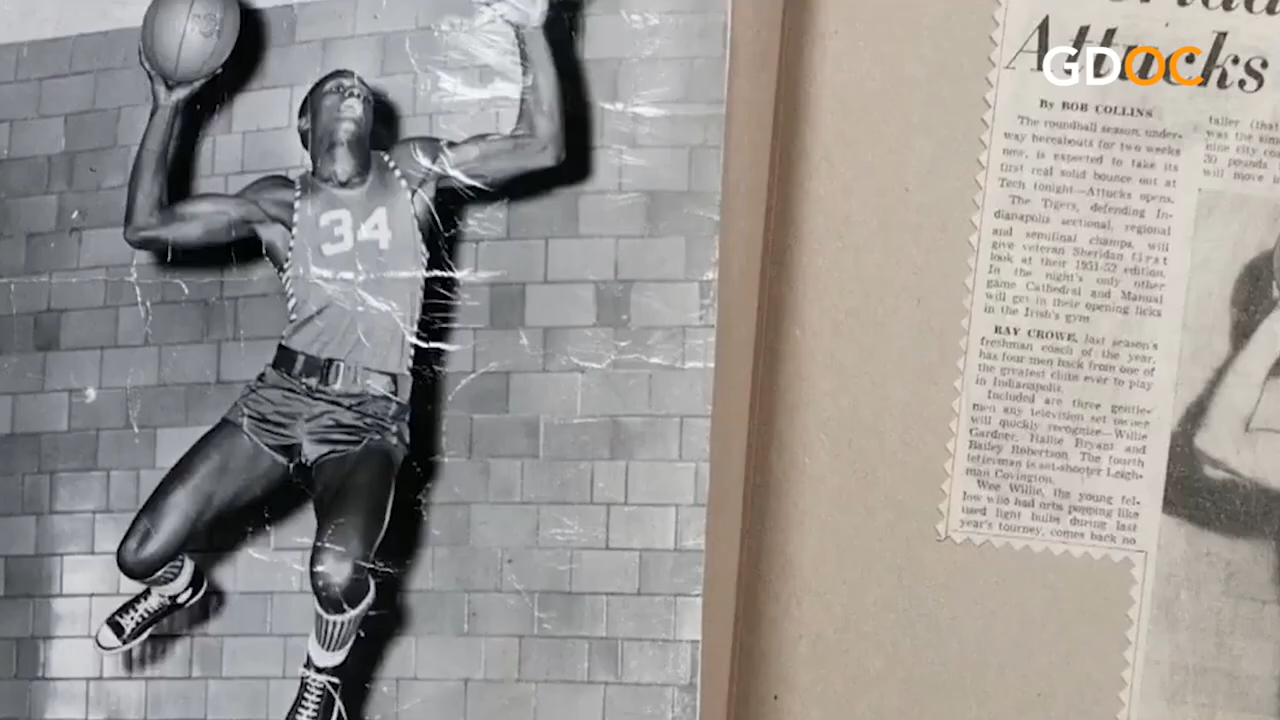 34
Attucks
GDOC
By BOB COLLINS
The roundball season, under-
way hereabouts for two weeks
now, is expected to take its
first real solid bounce out at
Tech tonight—Attucks opens.
The Tigers, defending In-
dianapolis sectional, regional
and semifinal champs, will
give veteran Sheridan first
look at their 1951-52 edition.
In the night's only other
game Cathedral and Manual
will get in their opening licks
in the Irish's gym.
RAY CROWE, last season's
freshman coach of the year,
has four men back from one of
the greatest clubs ever to play
in Indianapolis.
Included are three gentle-
men any television set owner
will quickly recognize—Willie
Gardner, Hallie Bryant and
Bailey Robertson. The fourth
letterman is set-shooter Leigh-
man Covington.
Wee Willie, the young fel-
low who had orbs popping like
used light bulbs during last
year's tourney, comes back no
taller (that
was the
nine city
20 pounds
will move